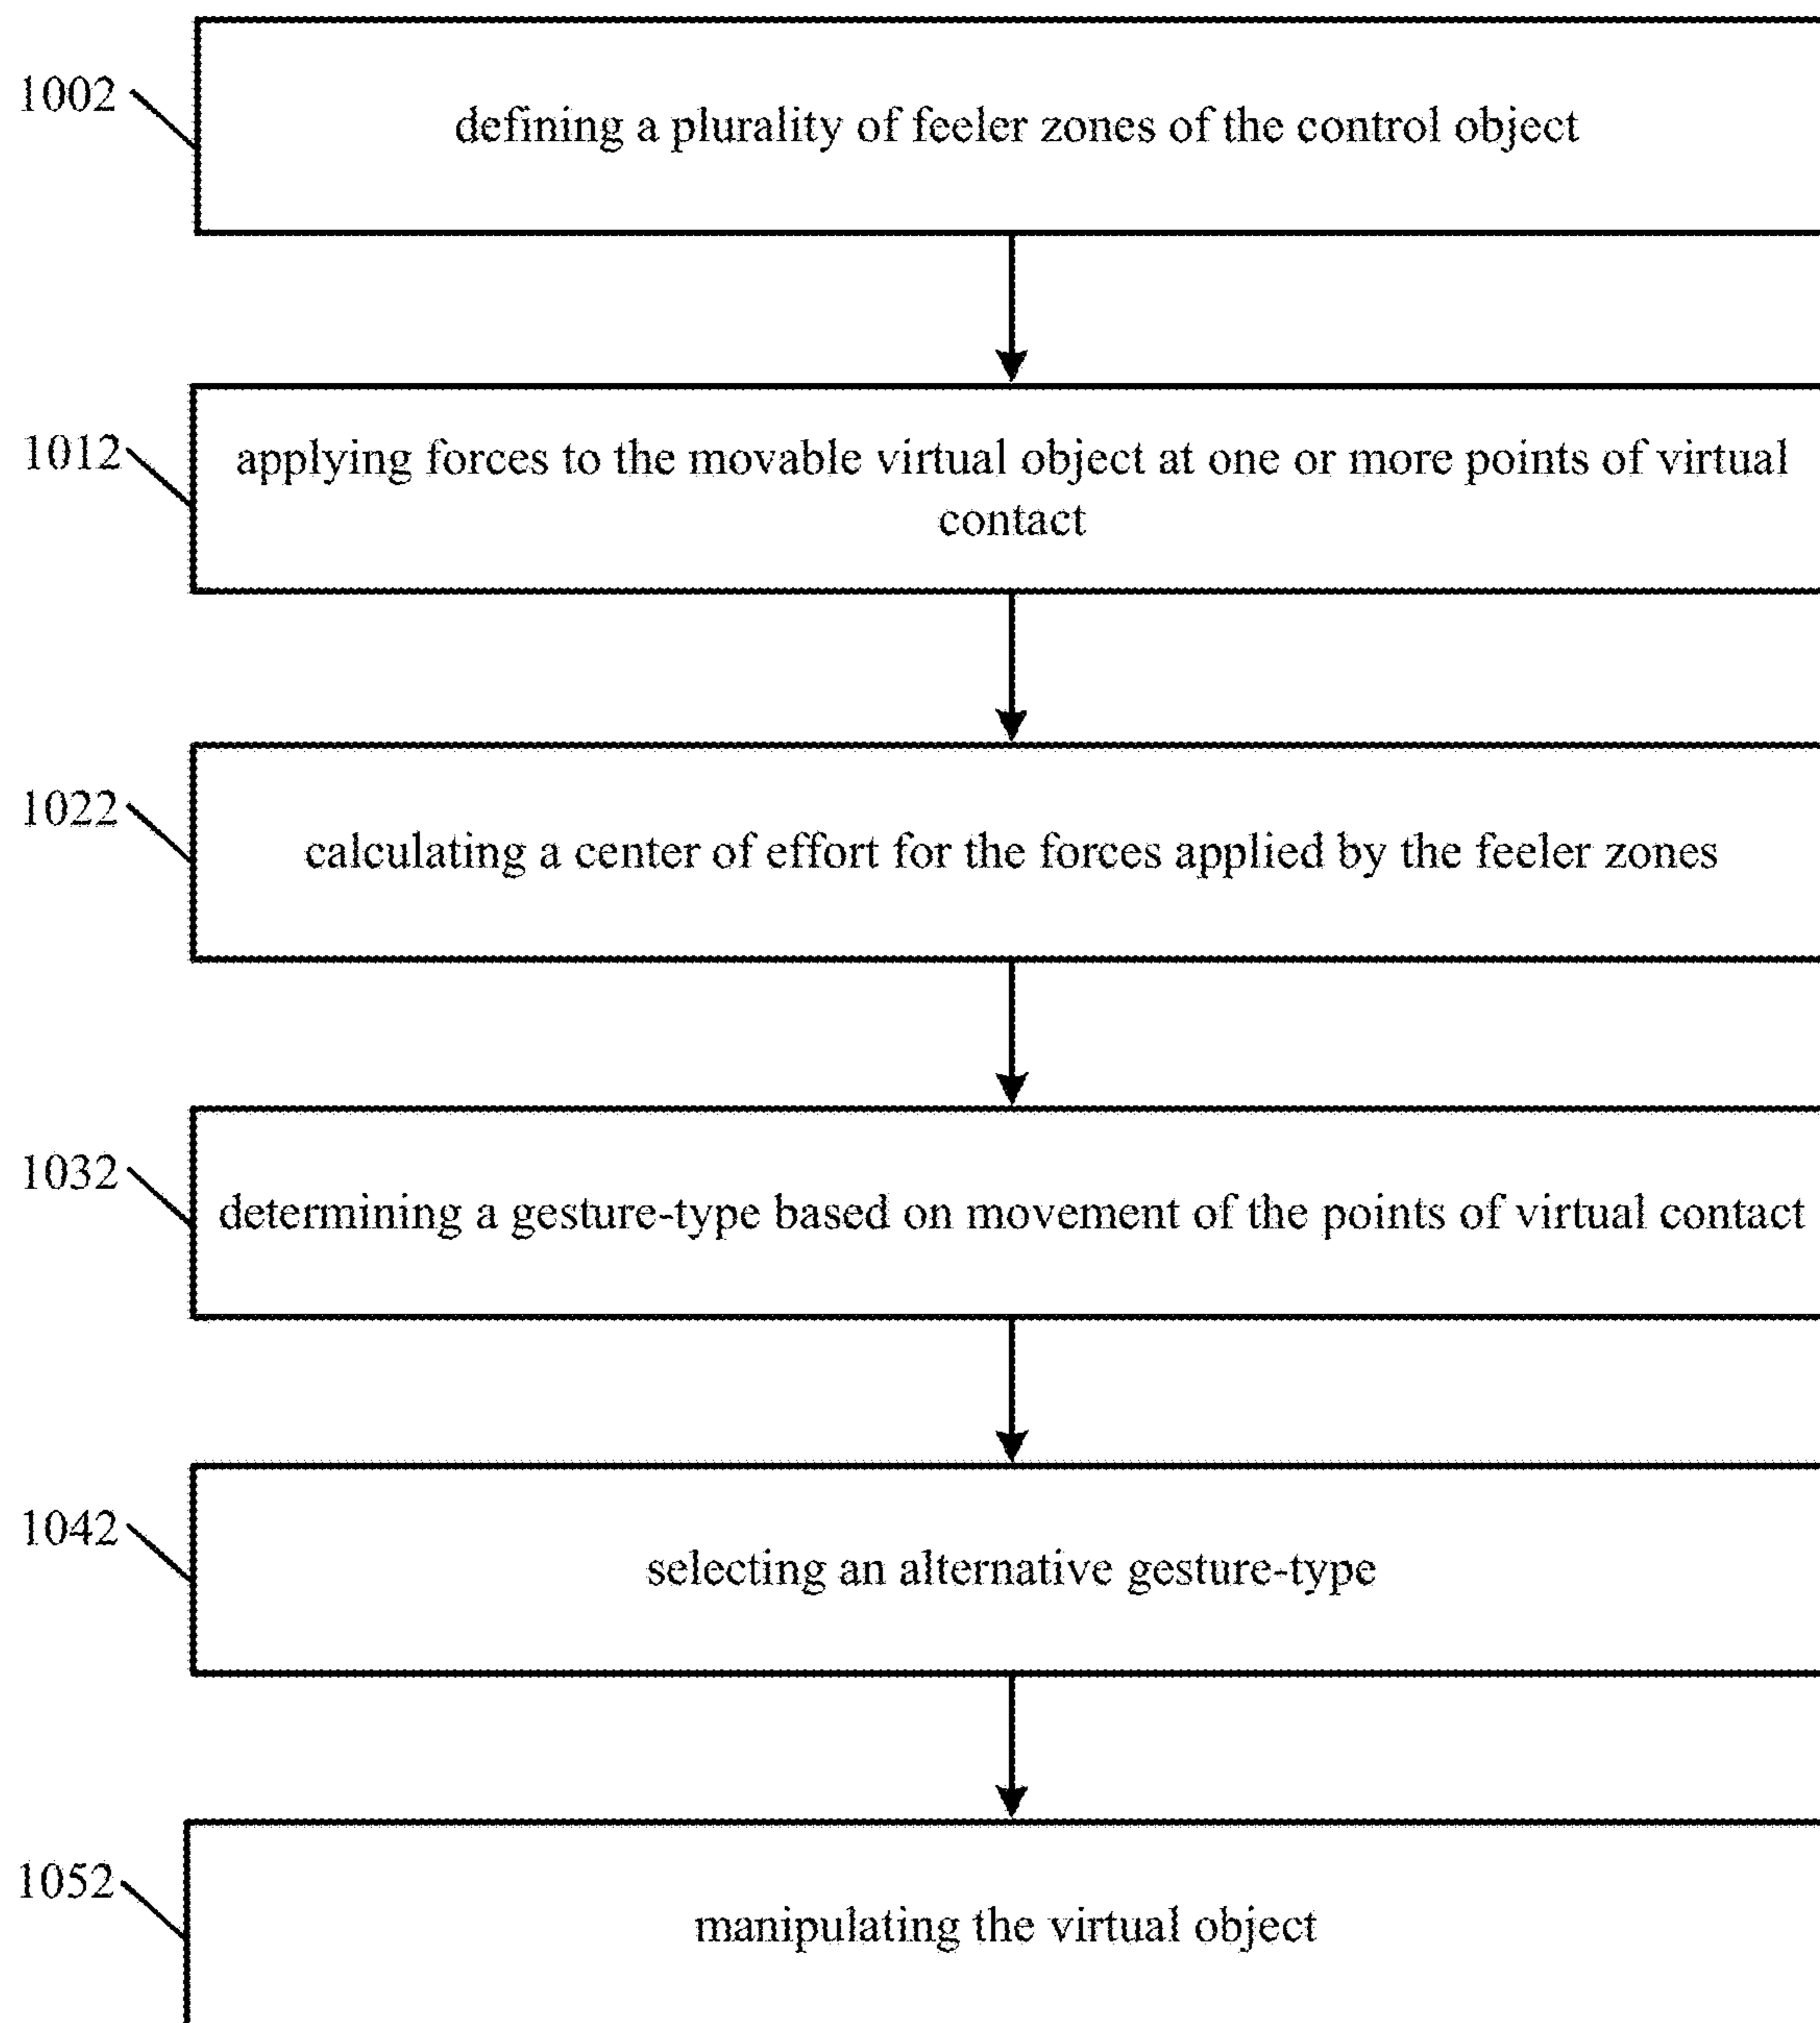 1002
defining a plurality of feeler zones of the control object
1012
applying forces to the movable virtual object at one or more points of virtual
contact
1022
calculating a center of effort for the forces applied by the feeler zones
1032
determining a gesture-type based on movement of the points of virtual contact
1042
selecting an alternative gesture-type
1052
manipulating the virtual object